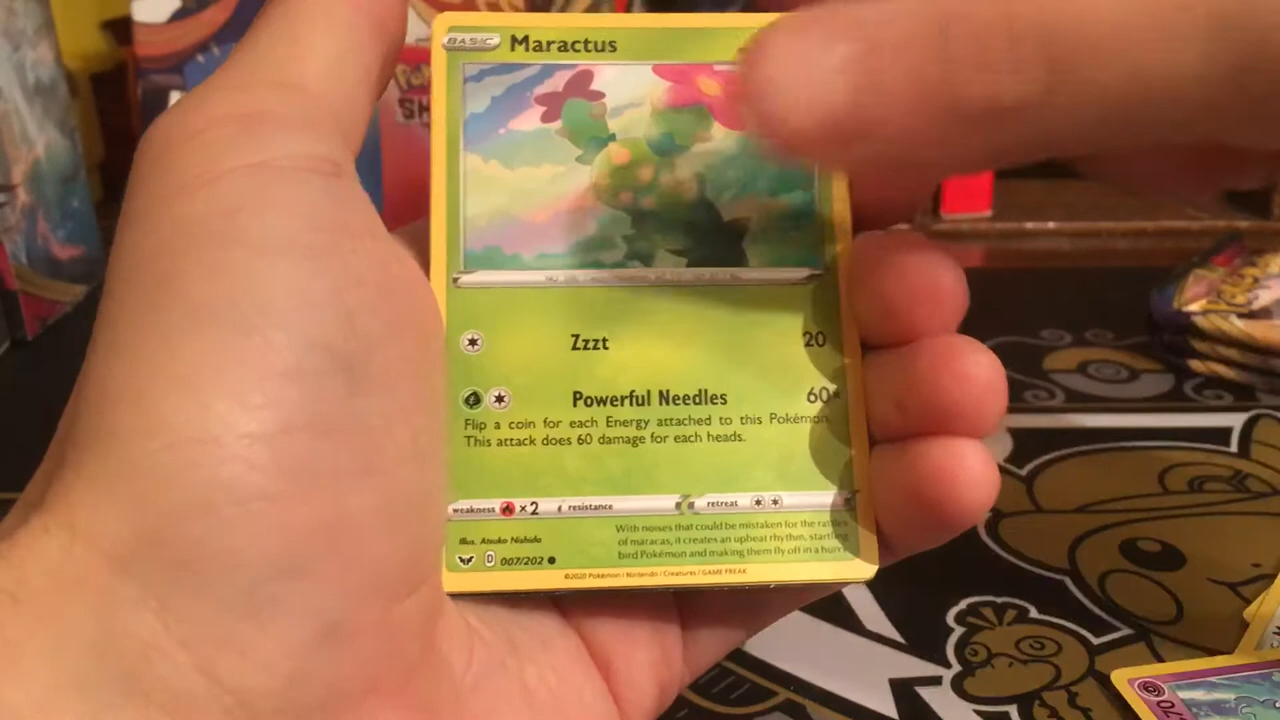 BASIC Maractus
Zzzt 20
Powerful Needles 60×
Flip a coin for each Energy attached to this Pokémon.
This attack does 60 damage for each heads.
weakness ×2 resistance retreat
With noises that could be mistaken for the rattles
of maracas, it creates an upbeat rhythm, startling
bird Pokémon and making them fly off in a hurry.
Illus. Atsuko Nishida
D 007/202
©2020 Pokémon / Nintendo / Creatures / GAME FREAK
70